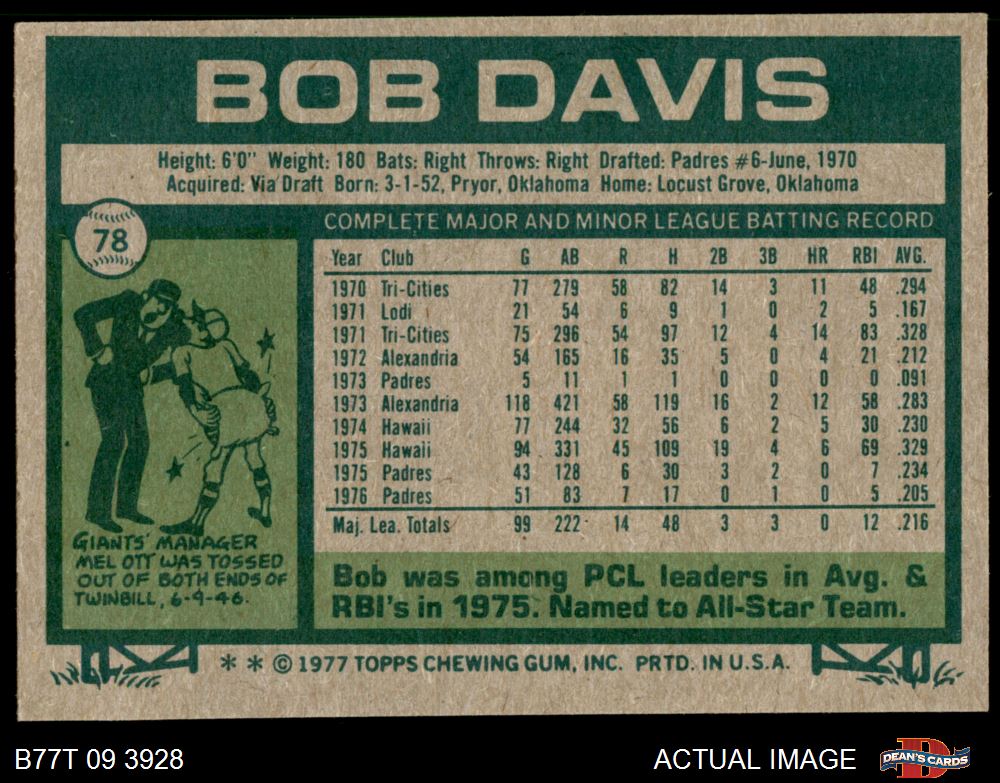 BOB DAVIS
Height: 6'0" Weight: 180 Bats: Right Throws: Right Drafted: Padres #6-June, 1970
Acquired: Via Draft Born: 3-1-52, Pryor, Oklahoma Home: Locust Grove, Oklahoma
78
COMPLETE MAJOR AND MINOR LEAGUE BATTING RECORD
Year Club G AB R H 2B 3B HR RBI AVG.
1970 Tri-Cities 77 279 58 82 14 3 11 48 .294
1971 Lodi 21 54 6 9 1 0 2 5 .167
1971 Tri-Cities 75 296 54 97 12 4 14 83 .328
1972 Alexandria 54 165 16 35 5 0 4 21 .212
1973 Padres 5 11 1 1 0 0 0 0 .091
1973 Alexandria 118 421 58 119 16 2 12 58 .283
1974 Hawaii 77 244 32 56 6 2 5 30 .230
1975 Hawaii 94 331 45 109 19 4 6 69 .329
1975 Padres 43 128 6 30 3 2 0 7 .234
1976 Padres 51 83 7 17 0 1 0 5 .205
Maj. Lea. Totals 99 222 14 48 3 3 0 12 .216
GIANTS' MANAGER
MEL OTT WAS TOSSED
OUT OF BOTH ENDS OF
TWINBILL, 6-9-46.
Bob was among PCL leaders in Avg. &
RBI's in 1975. Named to All-Star Team.
* * © 1977 TOPPS CHEWING GUM, INC. PRTD. IN U.S.A.
B77T 09 3928
ACTUAL IMAGE
D
DEAN'S CARDS